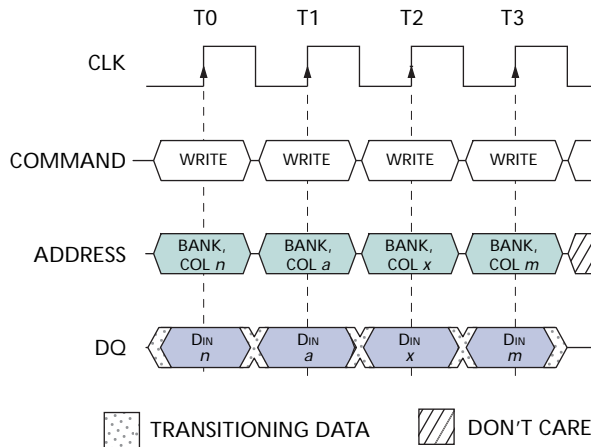 T0 T1 T2 T3
CLK
COMMAND WRITE WRITE WRITE WRITE
ADDRESS BANK, COL n BANK, COL a BANK, COL x BANK, COL m
DQ DIN n DIN a DIN x DIN m
TRANSITIONING DATA DON'T CARE